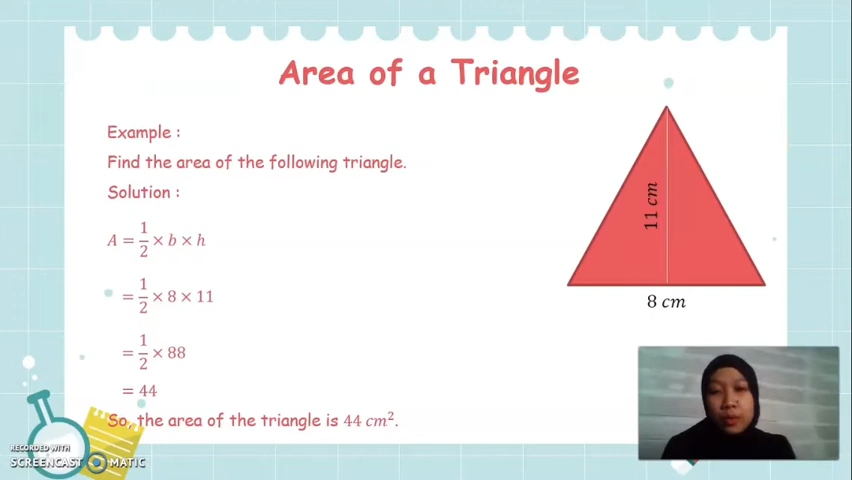 Area of a Triangle
Example :
Find the area of the following triangle.
Solution :
A = 1/2 × b × h
= 1/2 × 8 × 11
= 1/2 × 88
= 44
So, the area of the triangle is 44 cm².
11 cm
8 cm
RECORDED WITH
SCREENCAST MATIC